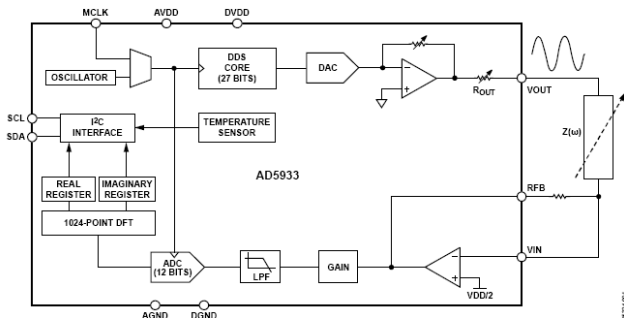 MCLK AVDD DVDD
OSCILLATOR
DDS
CORE
(27 BITS)
DAC
ROUT
VOUT
SCL
SDA
I²C
INTERFACE
TEMPERATURE
SENSOR
Z(ω)
AD5933
REAL
REGISTER
IMAGINARY
REGISTER
RFB
1024-POINT DFT
ADC
(12 BITS)
LPF
GAIN
VIN
VDD/2
AGND DGND